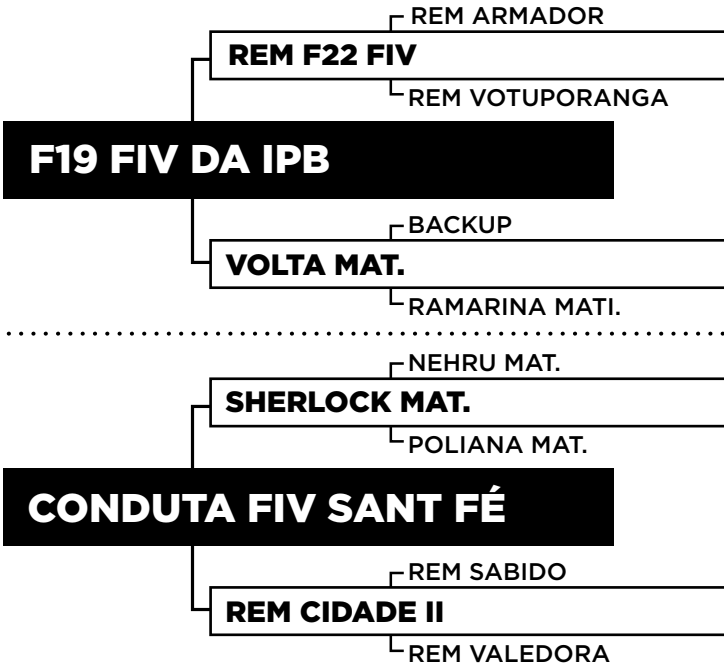 REM ARMADOR
REM F22 FIV
REM VOTUPORANGA
F19 FIV DA IPB
BACKUP
VOLTA MAT.
RAMARINA MATI.
NEHRU MAT.
SHERLOCK MAT.
POLIANA MAT.
CONDUTA FIV SANT FÉ
REM SABIDO
REM CIDADE II
REM VALEDORA